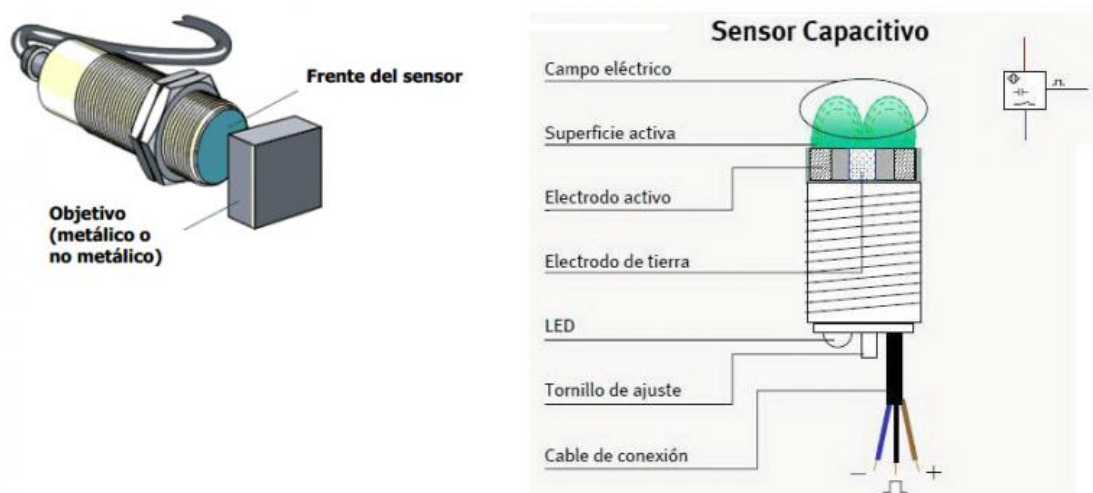 Frente del sensor
Objetivo
(metálico o
no metálico)
Sensor Capacitivo
Campo eléctrico
Superficie activa
Electrodo activo
Electrodo de tierra
LED
Tornillo de ajuste
Cable de conexión
− +